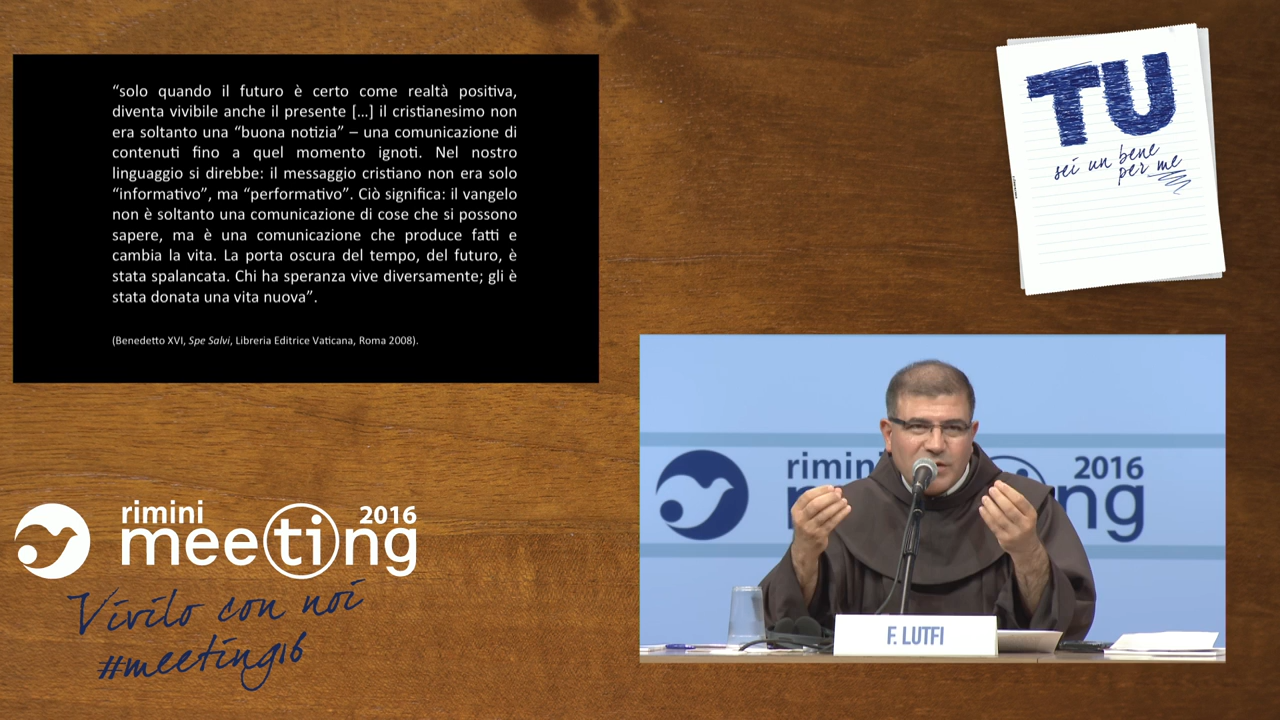 “solo quando il futuro è certo come realtà positiva,
diventa vivibile anche il presente […] il cristianesimo non
era soltanto una “buona notizia” – una comunicazione di
contenuti fino a quel momento ignoti. Nel nostro
linguaggio si direbbe: il messaggio cristiano non era solo
“informativo”, ma “performativo”. Ciò significa: il vangelo
non è soltanto una comunicazione di cose che si possono
sapere, ma è una comunicazione che produce fatti e
cambia la vita. La porta oscura del tempo, del futuro, è
stata spalancata. Chi ha speranza vive diversamente; gli è
stata donata una vita nuova”.
(Benedetto XVI, Spe Salvi, Libreria Editrice Vaticana, Roma 2008).
TU
sei un bene
per me
rimini 2016
meeting
Vivilo con noi
#meeting16
rimini 2016
ng
F. LUTFI